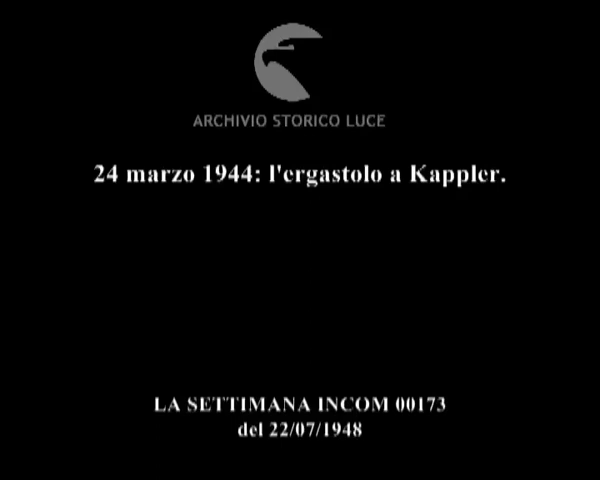 ARCHIVIO STORICO LUCE
24 marzo 1944: l'ergastolo a Kappler.
LA SETTIMANA INCOM 00173
del 22/07/1948